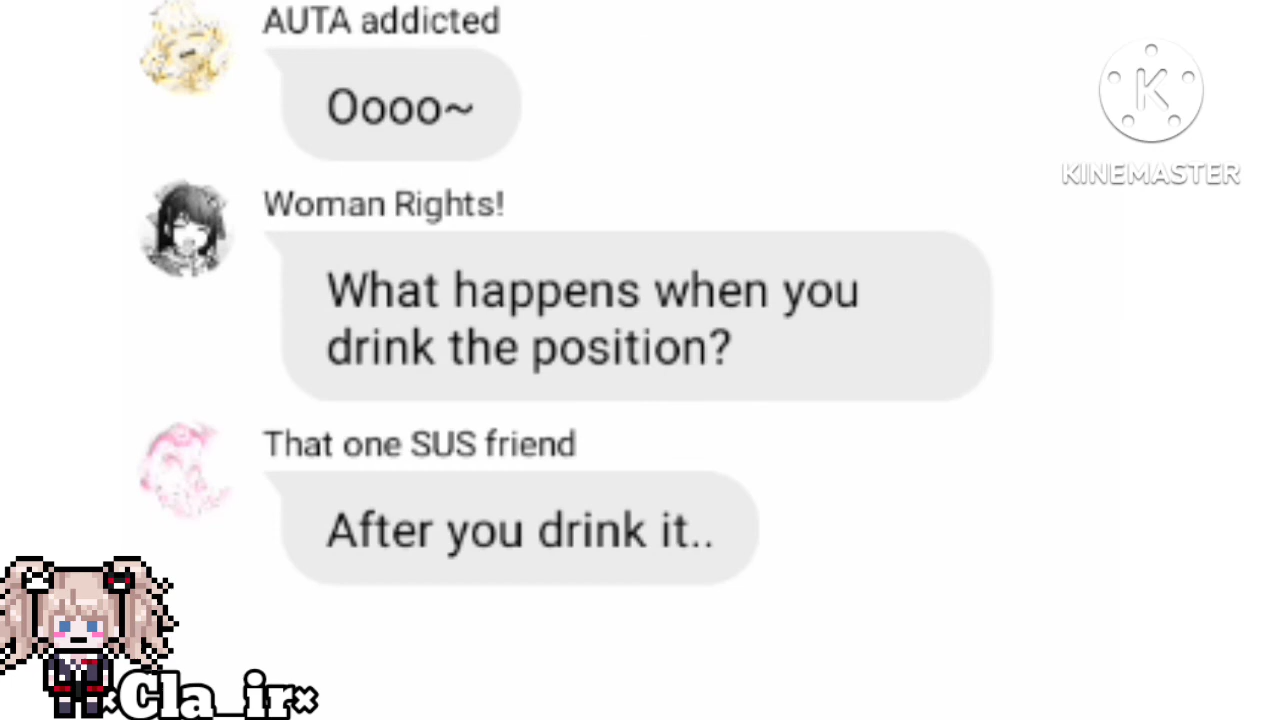 AUTA addicted
Oooo~
K
KINEMASTER
Woman Rights!
What happens when you
drink the position?
That one SUS friend
After you drink it..
×Cla_ir×